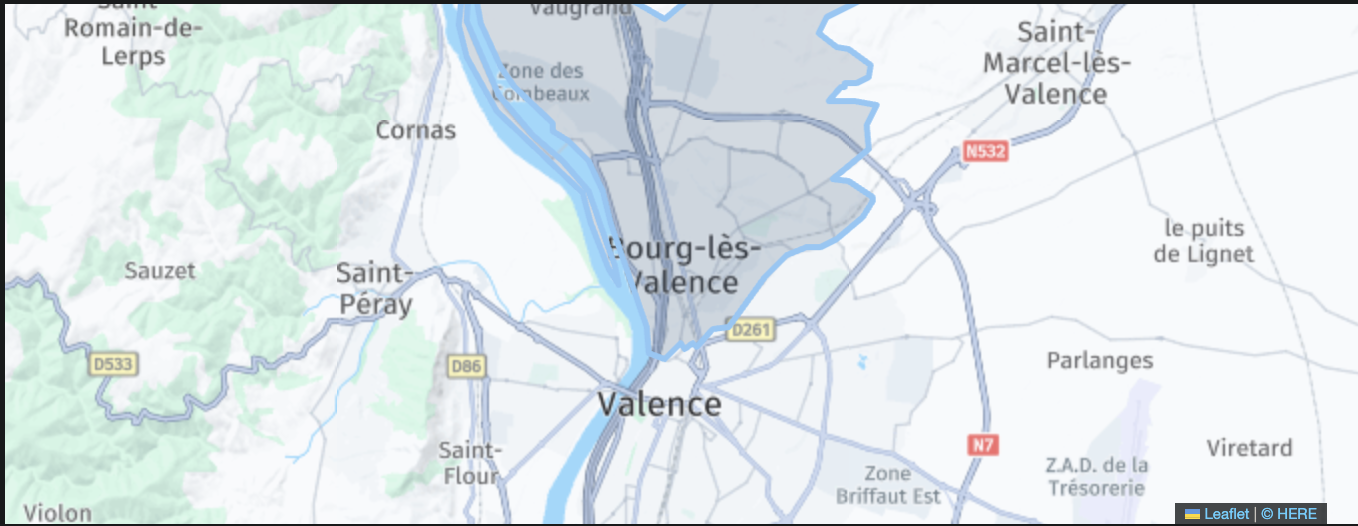 Saint-
Romain-de-
Lerps
Vaugrand
Zone des
Combeaux
Saint-
Marcel-lès-
Valence
Cornas
N532
le puits
de Lignet
Bourg-lès-
Valence
Sauzet
Saint-
Péray
D261
D533
D86
Parlanges
Valence
Saint-
Flour
N7
Viretard
Zone
Briffaut Est
Z.A.D. de la
Trésorerie
Violon
Leaflet | © HERE